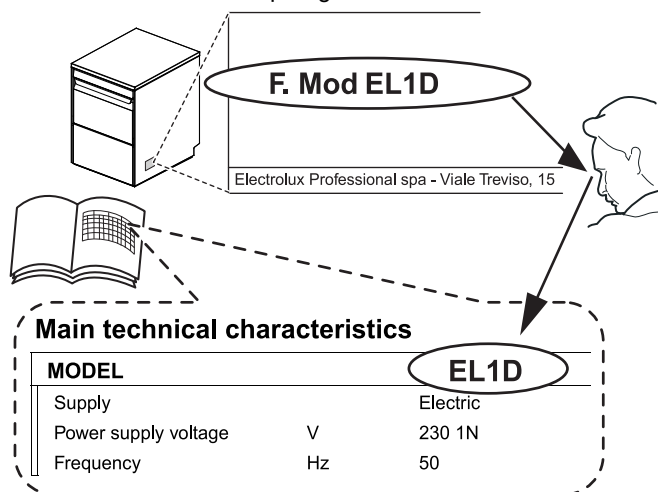 F. Mod EL1D
Electrolux Professional spa - Viale Treviso, 15
Main technical characteristics
MODEL EL1D
Supply Electric
Power supply voltage V 230 1N
Frequency Hz 50